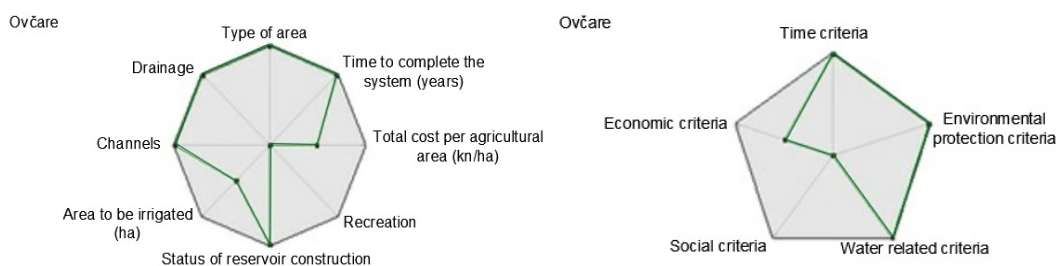 Ovčare
Type of area
Time to complete the
system (years)
Total cost per agricultural
area (kn/ha)
Recreation
Status of reservoir construction
Area to be irrigated
(ha)
Channels
Drainage
Ovčare
Time criteria
Environmental
protection criteria
Water related criteria
Social criteria
Economic criteria